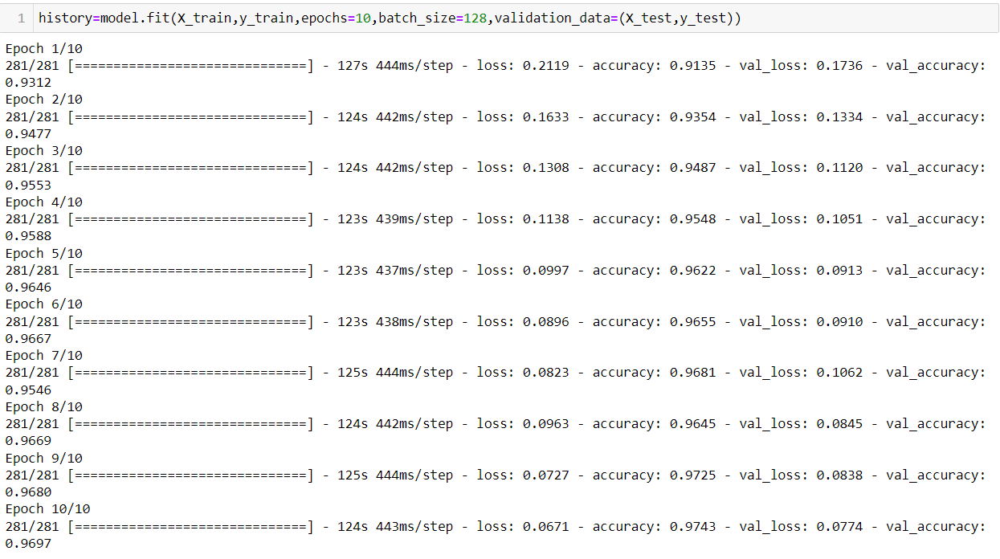 1 history=model.fit(X_train,y_train,epochs=10,batch_size=128,validation_data=(X_test,y_test))
Epoch 1/10
281/281 [==============================] - 127s 444ms/step - loss: 0.2119 - accuracy: 0.9135 - val_loss: 0.1736 - val_accuracy:
0.9312
Epoch 2/10
281/281 [==============================] - 124s 442ms/step - loss: 0.1633 - accuracy: 0.9354 - val_loss: 0.1334 - val_accuracy:
0.9477
Epoch 3/10
281/281 [==============================] - 124s 442ms/step - loss: 0.1308 - accuracy: 0.9487 - val_loss: 0.1120 - val_accuracy:
0.9553
Epoch 4/10
281/281 [==============================] - 123s 439ms/step - loss: 0.1138 - accuracy: 0.9548 - val_loss: 0.1051 - val_accuracy:
0.9588
Epoch 5/10
281/281 [==============================] - 123s 437ms/step - loss: 0.0997 - accuracy: 0.9622 - val_loss: 0.0913 - val_accuracy:
0.9646
Epoch 6/10
281/281 [==============================] - 123s 438ms/step - loss: 0.0896 - accuracy: 0.9655 - val_loss: 0.0910 - val_accuracy:
0.9667
Epoch 7/10
281/281 [==============================] - 125s 444ms/step - loss: 0.0823 - accuracy: 0.9681 - val_loss: 0.1062 - val_accuracy:
0.9546
Epoch 8/10
281/281 [==============================] - 124s 442ms/step - loss: 0.0963 - accuracy: 0.9645 - val_loss: 0.0845 - val_accuracy:
0.9669
Epoch 9/10
281/281 [==============================] - 125s 444ms/step - loss: 0.0727 - accuracy: 0.9725 - val_loss: 0.0838 - val_accuracy:
0.9680
Epoch 10/10
281/281 [==============================] - 124s 443ms/step - loss: 0.0671 - accuracy: 0.9743 - val_loss: 0.0774 - val_accuracy:
0.9697